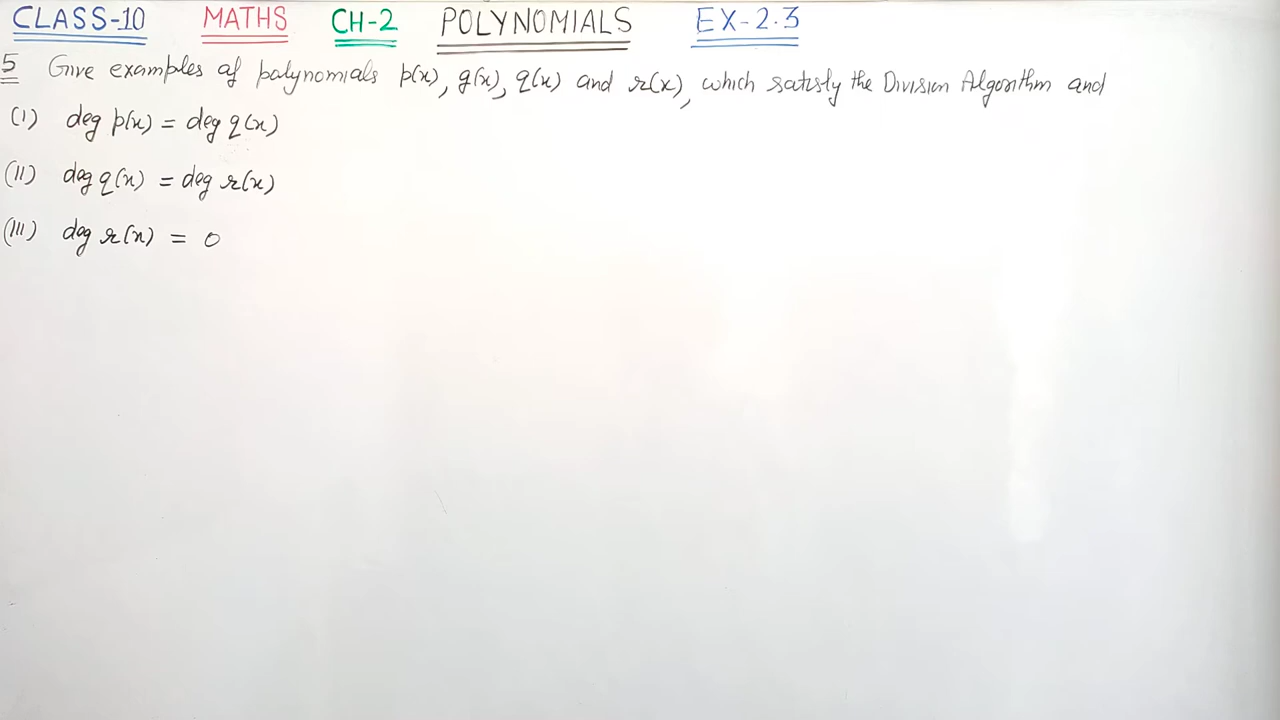 CLASS-10 MATHS CH-2 POLYNOMIALS EX-2.3
5 Give examples of polynomials p(x), g(x), q(x) and r(x), which satisfy the Division Algorithm and
(I) deg p(x) = deg q(x)
(II) deg q(x) = deg r(x)
(III) deg r(x) = 0